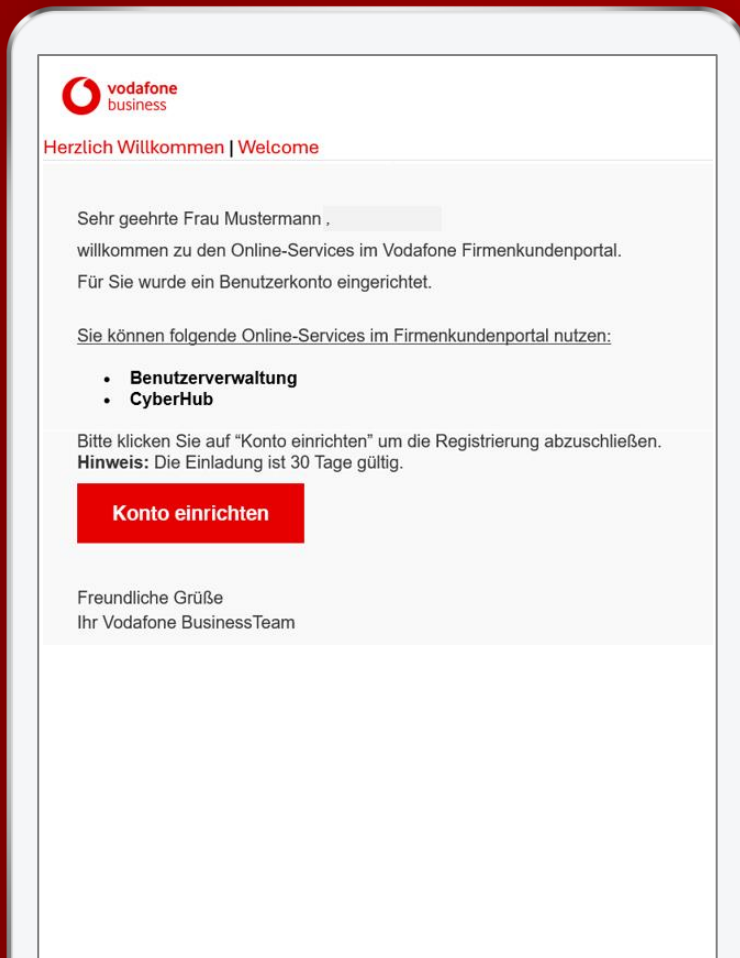 vodafone
business
Herzlich Willkommen | Welcome
Sehr geehrte Frau Mustermann ,
willkommen zu den Online-Services im Vodafone Firmenkundenportal.
Für Sie wurde ein Benutzerkonto eingerichtet.
Sie können folgende Online-Services im Firmenkundenportal nutzen:
• Benutzerverwaltung
• CyberHub
Bitte klicken Sie auf “Konto einrichten” um die Registrierung abzuschließen.
Hinweis: Die Einladung ist 30 Tage gültig.
Konto einrichten
Freundliche Grüße
Ihr Vodafone BusinessTeam